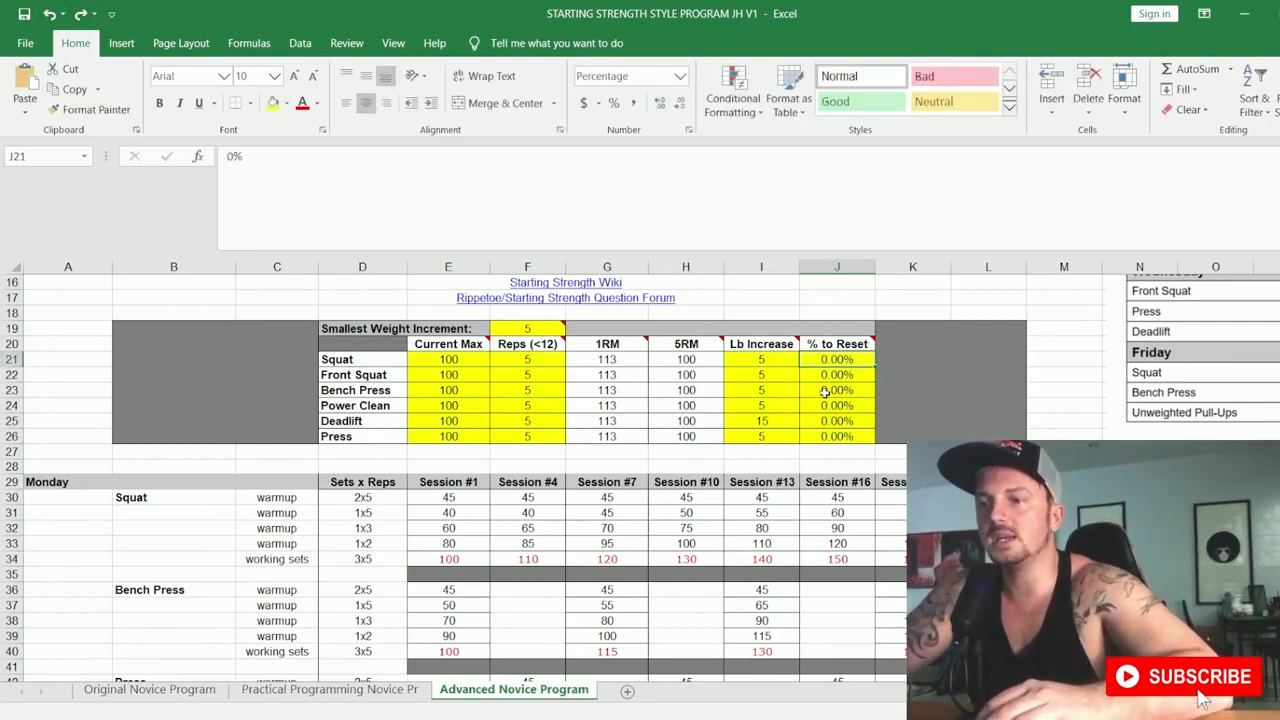 STARTING STRENGTH STYLE PROGRAM JH V1 - Excel
Sign in
File Home Insert Page Layout Formulas Data Review View Help Tell me what you want to do
Paste
Cut
Copy
Format Painter
Clipboard
Arial 10
B I U
Font
Wrap Text
Merge & Center
Alignment
Percentage
$ % ,
Number
Conditional Formatting
Format as Table
Normal Bad
Good Neutral
Styles
Insert Delete Format
Cells
AutoSum
Fill
Clear
Sort & Filter
Editing
J21 fx 0%
A B C D E F G H I J K L M N O
16 Starting Strength Wiki
17 Rippetoe/Starting Strength Question Forum
18
19 Smallest Weight Increment: 5
20 Current Max Reps (<12) 1RM 5RM Lb Increase % to Reset
21 Squat 100 5 113 100 5 0.00%
22 Front Squat 100 5 113 100 5 0.00%
23 Bench Press 100 5 113 100 5 0.00%
24 Power Clean 100 5 113 100 5 0.00%
25 Deadlift 100 5 113 100 15 0.00%
26 Press 100 5 113 100 5 0.00%
27
28
Front Squat
Press
Deadlift
Friday
Squat
Bench Press
Unweighted Pull-Ups
29 Monday Sets x Reps Session #1 Session #4 Session #7 Session #10 Session #13 Session #16
30 Squat warmup 2x5 45 45 45 45 45 45
31 warmup 1x5 40 40 45 50 55 60
32 warmup 1x3 60 65 70 75 80 90
33 warmup 1x2 80 85 95 100 110 120
34 working sets 3x5 100 110 120 130 140 150
35
36 Bench Press warmup 2x5 45 45 45
37 warmup 1x5 50 55 65
38 warmup 1x3 70 80 90
39 warmup 1x2 90 100 115
40 working sets 3x5 100 115 130
41
Original Novice Program Practical Programming Novice Pr Advanced Novice Program
SUBSCRIBE